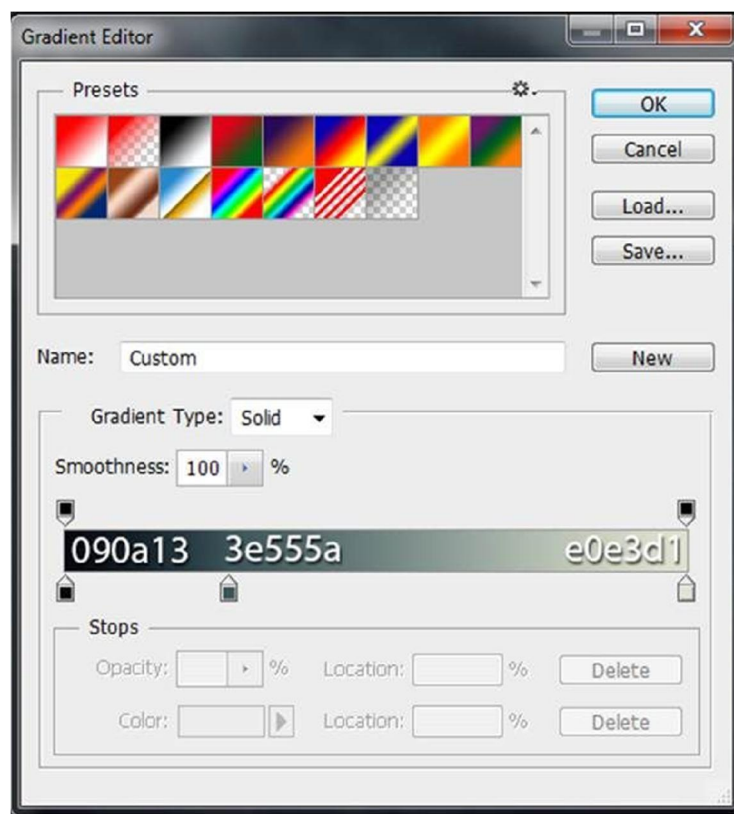 Gradient Editor
Presets
OK
Cancel
Load...
Save...
Name: Custom
New
Gradient Type: Solid
Smoothness: 100 %
090a13 3e555a e0e3d1
Stops
Opacity: % Location: % Delete
Color: Location: % Delete